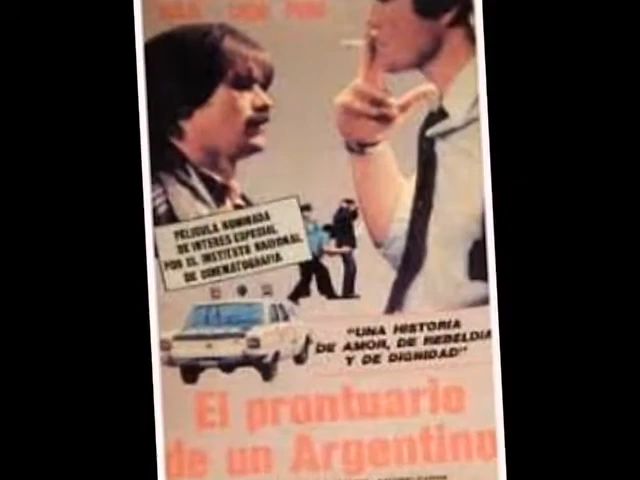 PELICULA NOMINADA
DE INTERES ESPECIAL
POR EL INSTITUTO NACIONAL
DE CINEMATOGRAFIA
"UNA HISTORIA
DE AMOR, DE REBELDIA
Y DE DIGNIDAD"
El prontuario
de un Argentino